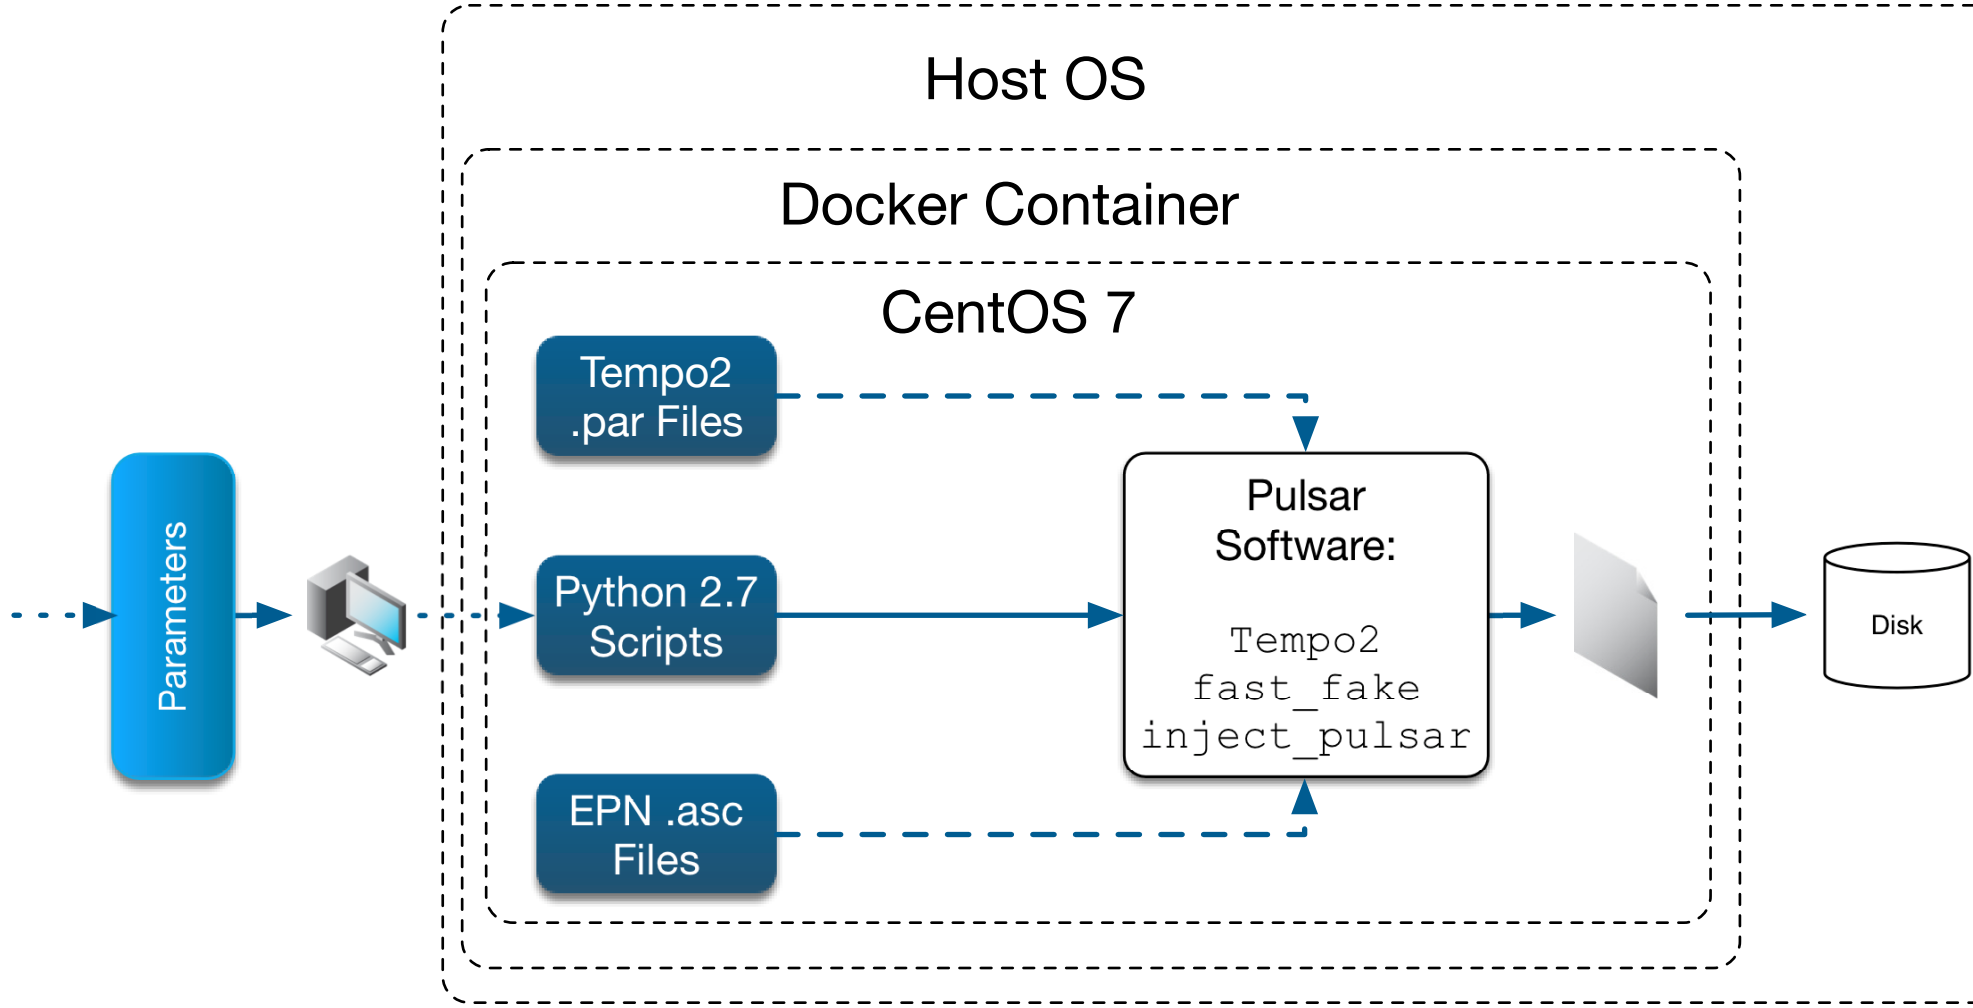 Host OS
Docker Container
CentOS 7
Tempo2
.par Files
Parameters
Python 2.7
Scripts
EPN .asc
Files
Pulsar
Software:
Tempo2
fast_fake
inject_pulsar
Disk